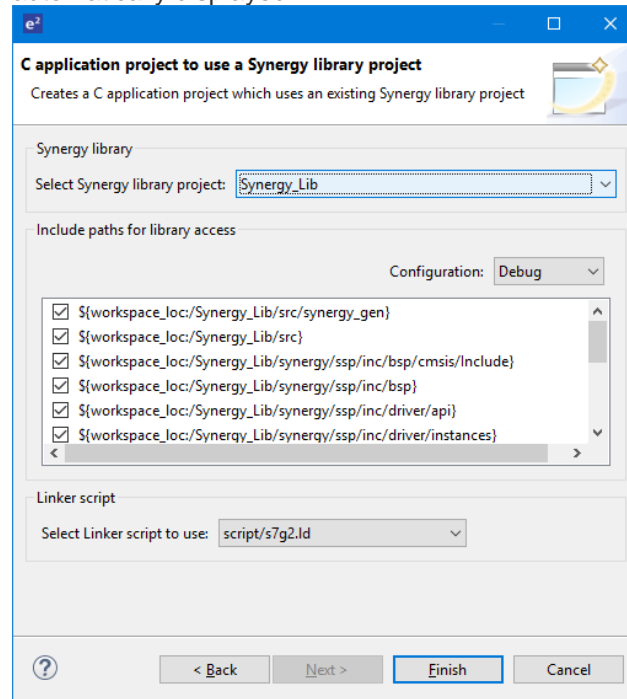 automatically displayed
e²
C application project to use a Synergy library project
Creates a C application project which uses an existing Synergy library project
Synergy library
Select Synergy library project: Synergy_Lib
Include paths for library access
Configuration: Debug
${workspace_loc:/Synergy_Lib/src/synergy_gen}
${workspace_loc:/Synergy_Lib/src}
${workspace_loc:/Synergy_Lib/synergy/ssp/inc/bsp/cmsis/Include}
${workspace_loc:/Synergy_Lib/synergy/ssp/inc/bsp}
${workspace_loc:/Synergy_Lib/synergy/ssp/inc/driver/api}
${workspace_loc:/Synergy_Lib/synergy/ssp/inc/driver/instances}
Linker script
Select Linker script to use: script/s7g2.ld
? < Back Next > Finish Cancel